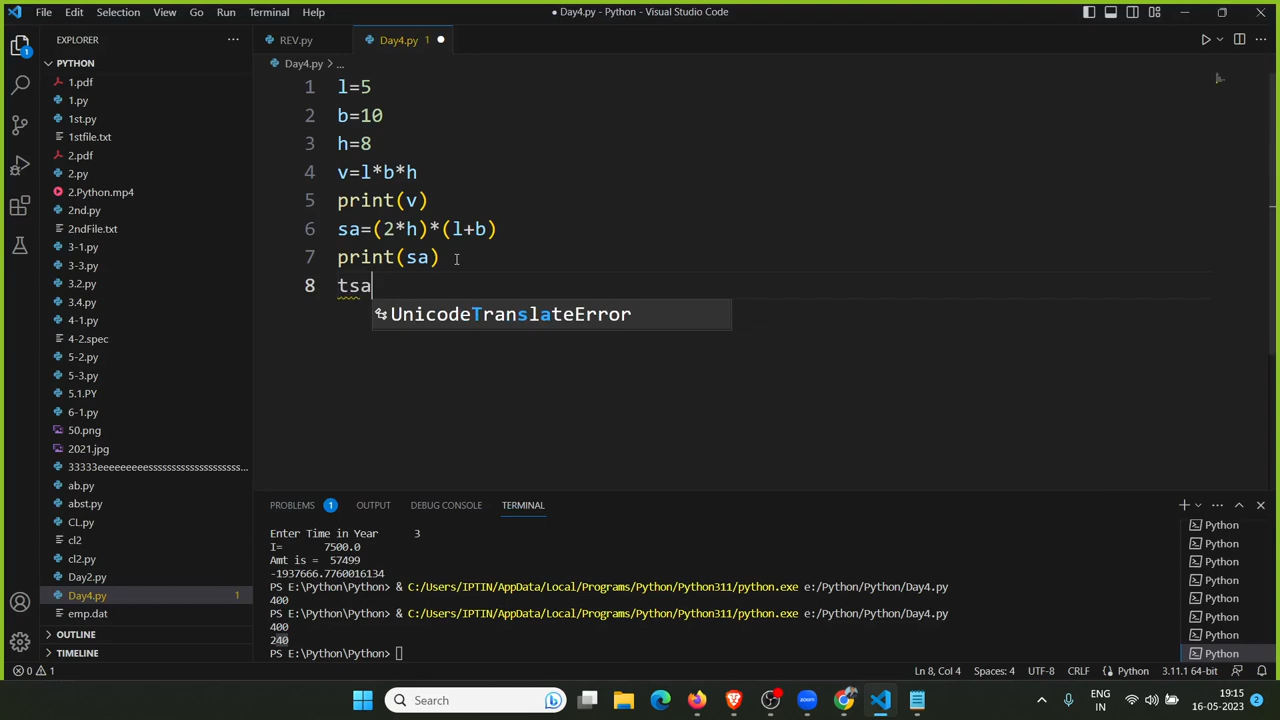 File Edit Selection View Go Run Terminal Help
● Day4.py - Python - Visual Studio Code
EXPLORER
PYTHON
1.pdf
1.py
1st.py
1stfile.txt
2.pdf
2.py
2.Python.mp4
2nd.py
2ndFile.txt
3-1.py
3-3.py
3.2.py
3.4.py
4-1.py
4-2.spec
5-2.py
5-3.py
5.1.PY
6-1.py
50.png
2021.jpg
ab.py
abst.py
CL.py
cl2
cl2.py
Day2.py
Day4.py 1
emp.dat
OUTLINE
TIMELINE
REV.py
Day4.py 1 ●
Day4.py > ...
1 l=5
2 b=10
3 h=8
4 v=l*b*h
5 print(v)
6 sa=(2*h)*(l+b)
7 print(sa)
8 tsa
UnicodeTranslateError
PROBLEMS 1 OUTPUT DEBUG CONSOLE TERMINAL
Enter Time in Year 3
I= 7500.0
Amt is = 57499
-1937666.7760016134
PS E:\Python\Python> & C:/Users/IPTIN/AppData/Local/Programs/Python/Python311/python.exe e:/Python/Python/Day4.py
400
PS E:\Python\Python> & C:/Users/IPTIN/AppData/Local/Programs/Python/Python311/python.exe e:/Python/Python/Day4.py
400
240
PS E:\Python\Python>
Python
Python
Python
Python
Python
Python
Python
Python
0 1
Ln 8, Col 4 Spaces: 4 UTF-8 CRLF Python 3.11.1 64-bit
Search
ENG
IN
19:15
16-05-2023
2
1